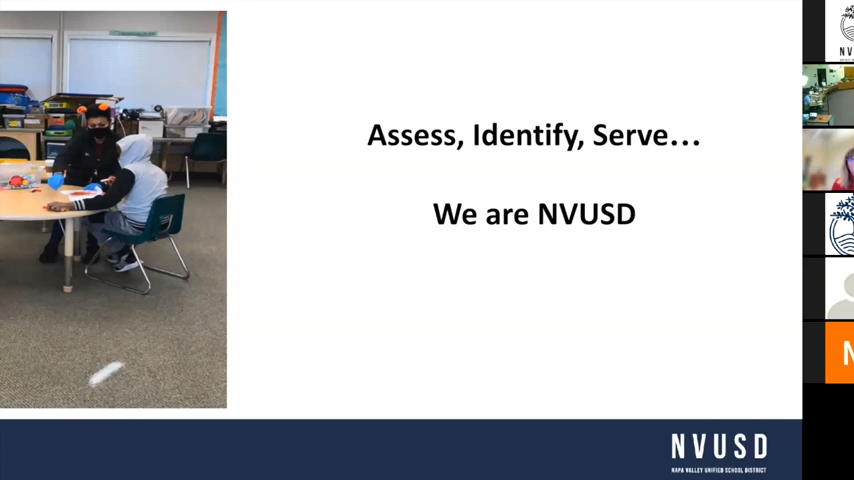 Assess, Identify, Serve...
We are NVUSD
NVUSD
NAPA VALLEY UNIFIED SCHOOL DISTRICT
N V
N